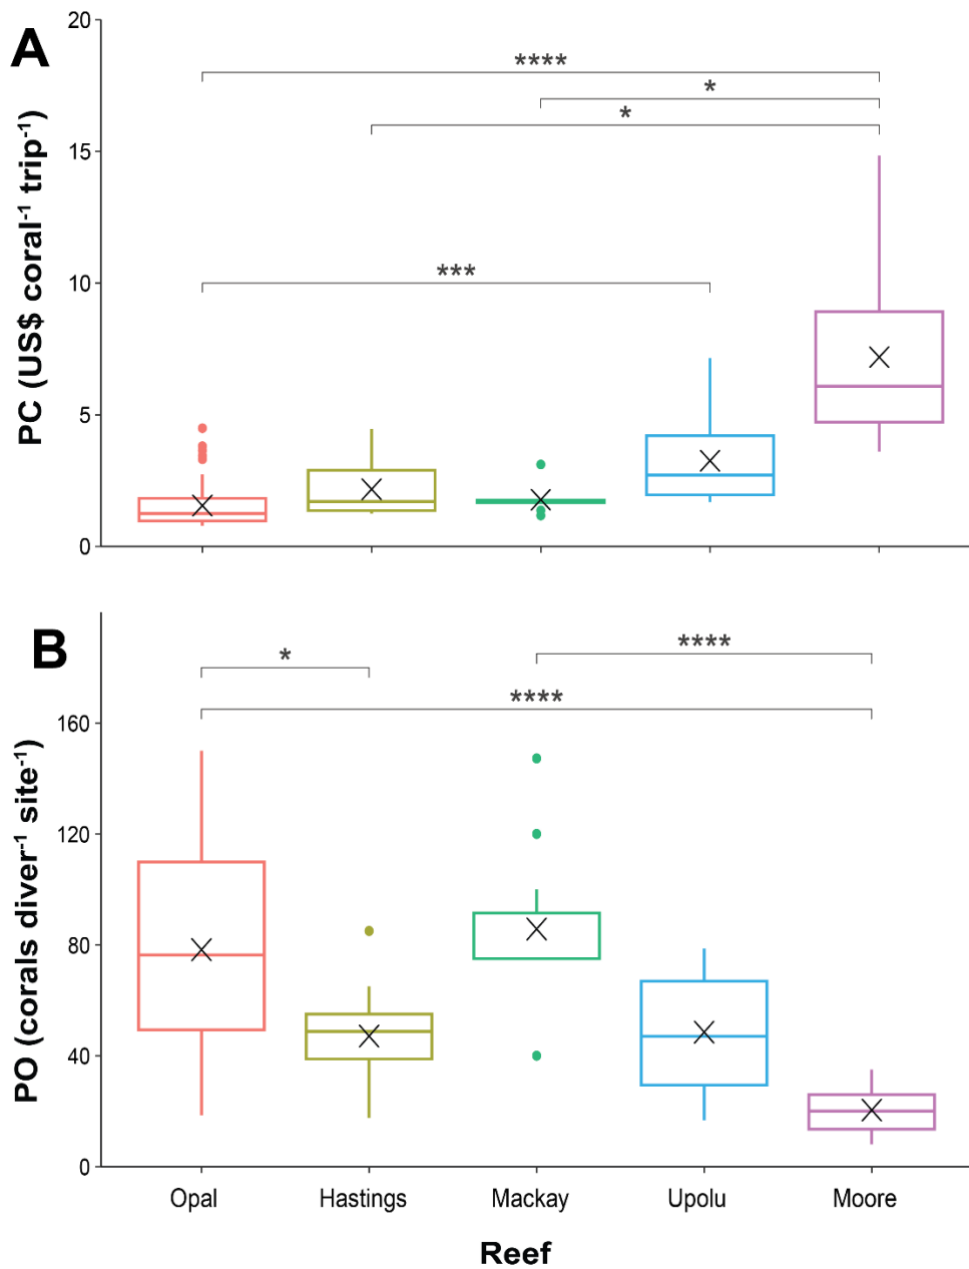 A
PC (US$ coral⁻¹ trip⁻¹)
20
15
10
5
0
****
*
*
***
B
PO (corals diver⁻¹ site⁻¹)
160
120
80
40
0
*
****
****
Opal Hastings Mackay Upolu Moore
Reef